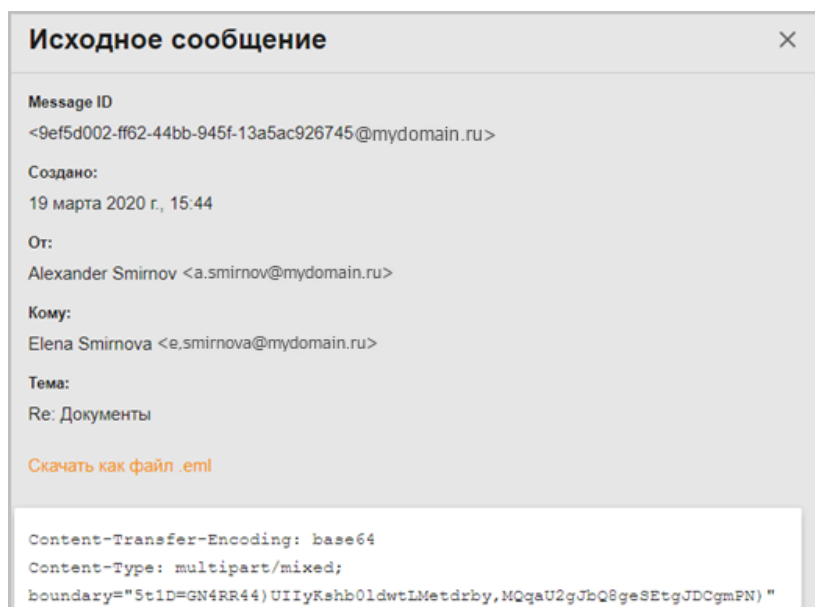 Исходное сообщение
Message ID
<9ef5d002-ff62-44bb-945f-13a5ac926745@mydomain.ru>
Создано:
19 марта 2020 г., 15:44
От:
Alexander Smirnov <a.smirnov@mydomain.ru>
Кому:
Elena Smirnova <e,smirnova@mydomain.ru>
Тема:
Re: Документы
Скачать как файл .eml
Content-Transfer-Encoding: base64
Content-Type: multipart/mixed;
boundary="5t1D=GN4RR44)UIIyKshb0ldwtLMetdrby,MQqaU2gJbQ8geSEtgJDCgmPN)"